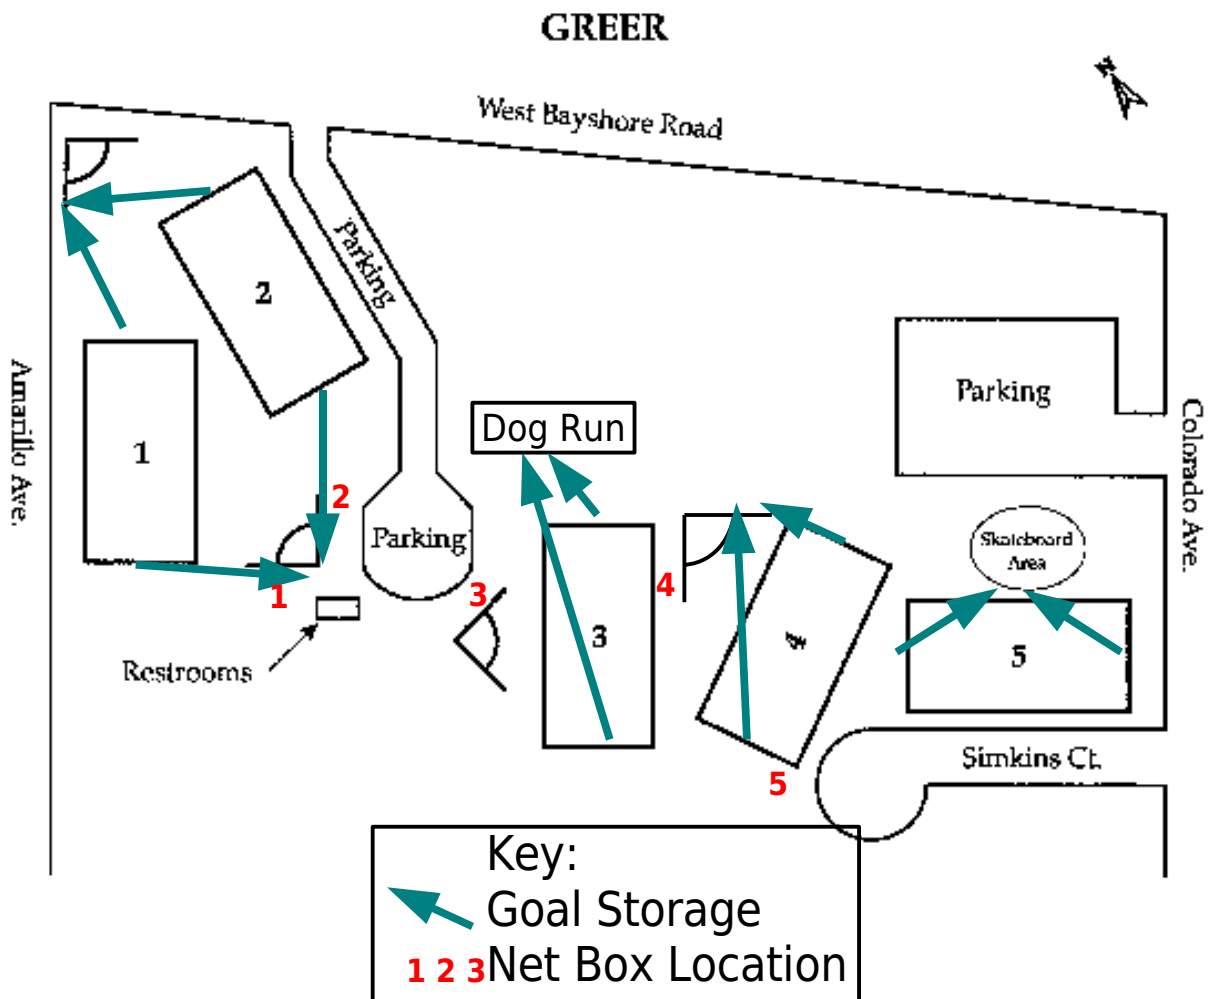 GREER
N
West Bayshore Road
Parking
2
1
Amarillo Ave.
Dog Run
Parking
Colorado Ave.
2
Parking
Skateboard
Area
1
3
4
3
4
5
Restrooms
Simkins Ct.
5
Key:
Goal Storage
1 2 3 Net Box Location